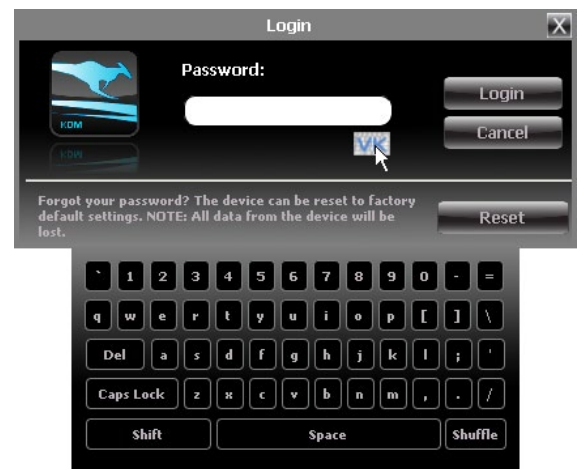 Login
X
Password:
KDM
Login
VK
Cancel
KDM
Forgot your password? The device can be reset to factory
default settings. NOTE: All data from the device will be
lost.
Reset
` 1 2 3 4 5 6 7 8 9 0 - =
q w e r t y u i o p [ ] \
Del a s d f g h j k l ; '
Caps Lock z x c v b n m , . /
Shift Space Shuffle